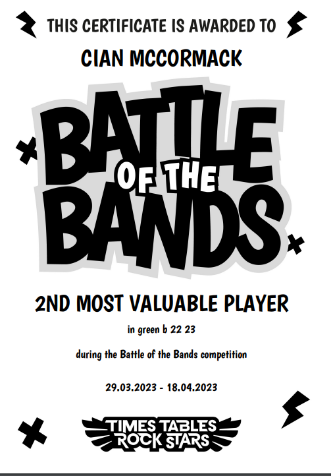 THIS CERTIFICATE IS AWARDED TO
CIAN MCCORMACK
BATTLE
OF THE
BANDS
2ND MOST VALUABLE PLAYER
in green b 22 23
during the Battle of the Bands competition
29.03.2023 - 18.04.2023
TIMES TABLES
ROCK STARS